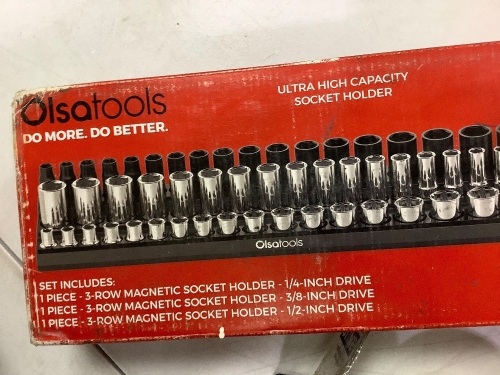 Olsatools
DO MORE. DO BETTER.
ULTRA HIGH CAPACITY
SOCKET HOLDER
Olsatools
SET INCLUDES:
1 PIECE - 3-ROW MAGNETIC SOCKET HOLDER - 1/4-INCH DRIVE
1 PIECE - 3-ROW MAGNETIC SOCKET HOLDER - 3/8-INCH DRIVE
1 PIECE - 3-ROW MAGNETIC SOCKET HOLDER - 1/2-INCH DRIVE